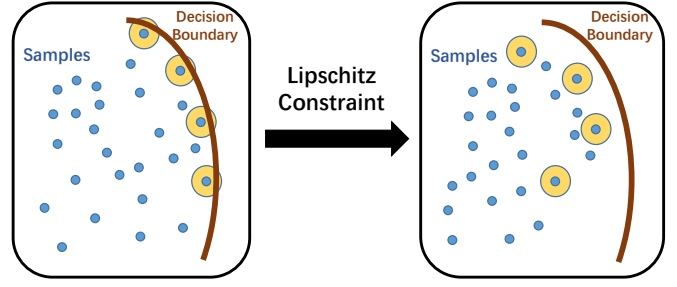 Decision
Boundary
Samples
Lipschitz
Constraint
Decision
Boundary
Samples